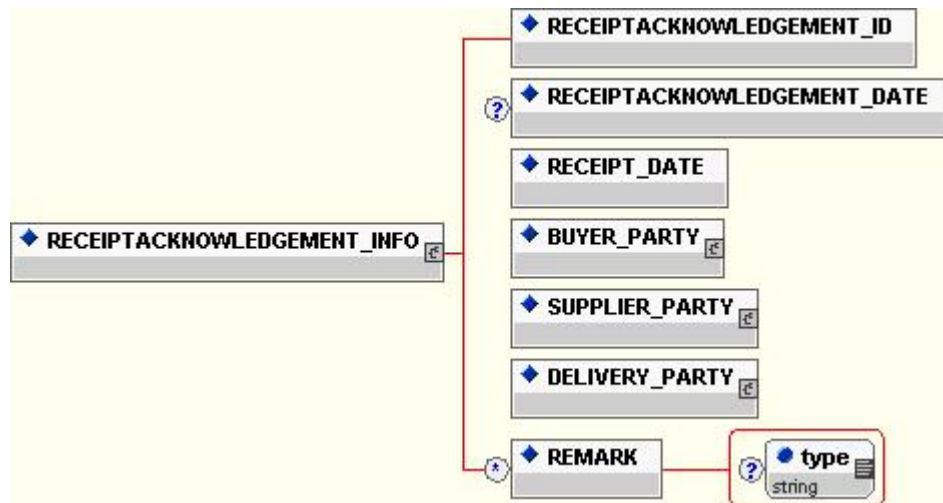 RECEIPTACKNOWLEDGEMENT_ID
? RECEIPTACKNOWLEDGEMENT_DATE
RECEIPT_DATE
RECEIPTACKNOWLEDGEMENT_INFO
BUYER_PARTY
SUPPLIER_PARTY
DELIVERY_PARTY
* REMARK ? type
string